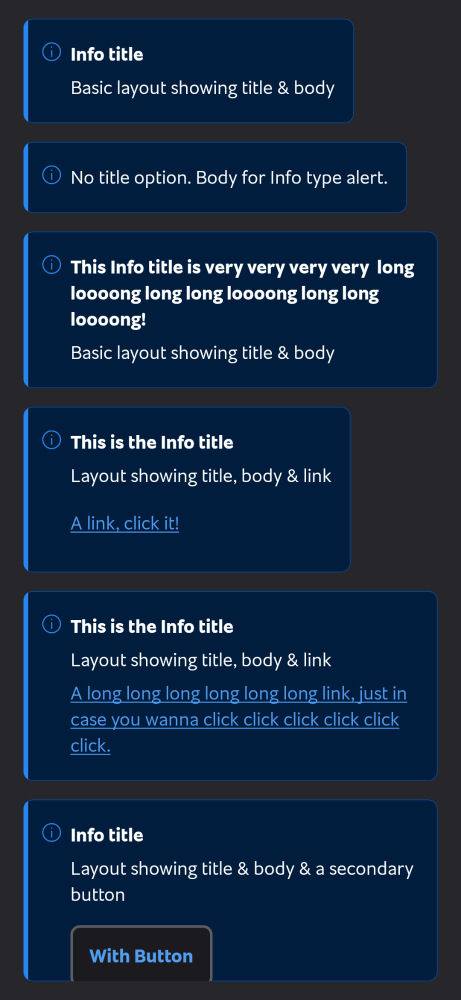 Info title
Basic layout showing title & body
No title option. Body for Info type alert.
This Info title is very very very very  long
loooong long long loooong long long
loooong!
Basic layout showing title & body
This is the Info title
Layout showing title, body & link
A link, click it!
This is the Info title
Layout showing title, body & link
A long long long long long long link, just in
case you wanna click click click click click
click.
Info title
Layout showing title & body & a secondary
button
With Button